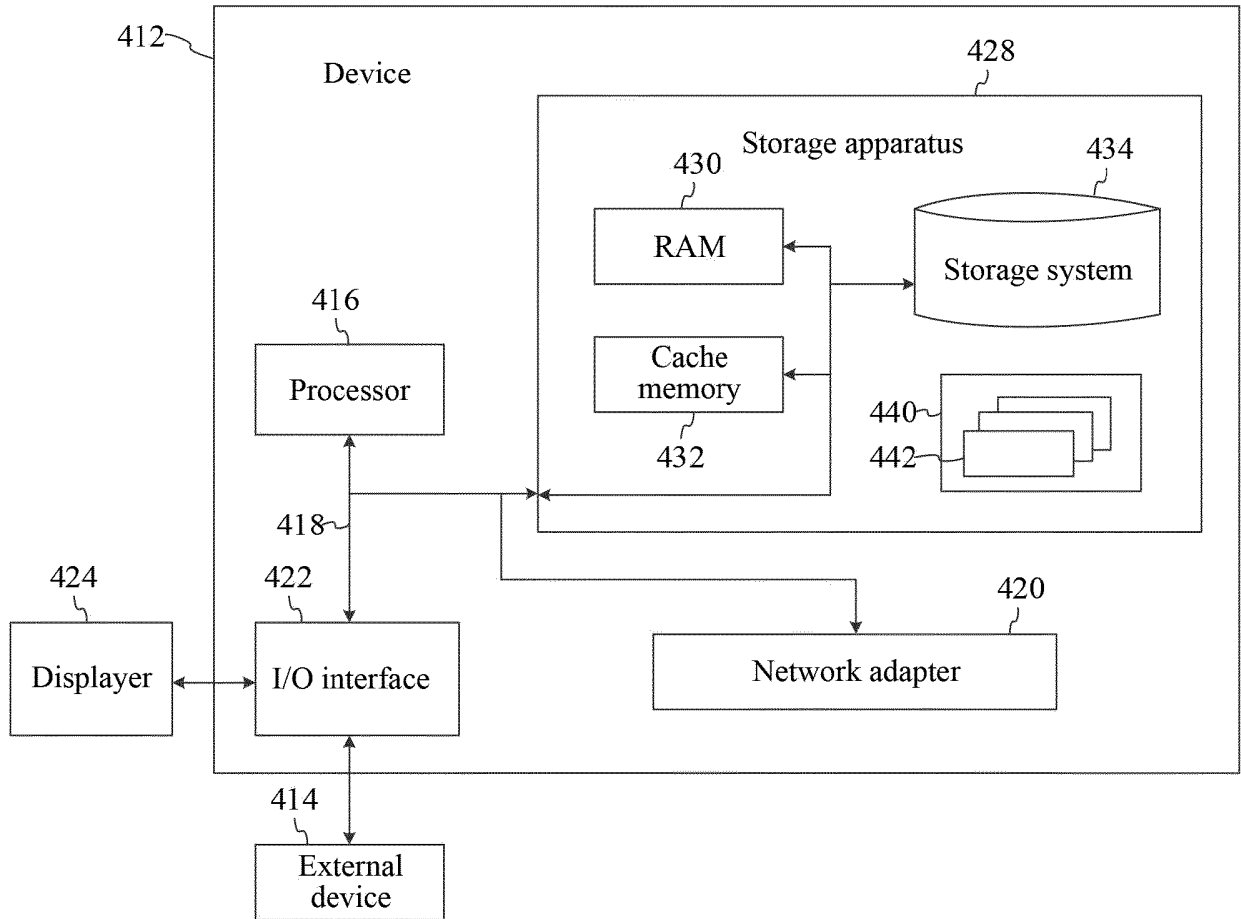 412
Device
428
Storage apparatus
430
434
RAM
Storage system
416
Processor
Cache
memory
432
440
442
418
424
422
420
Displayer
I/O interface
Network adapter
414
External
device